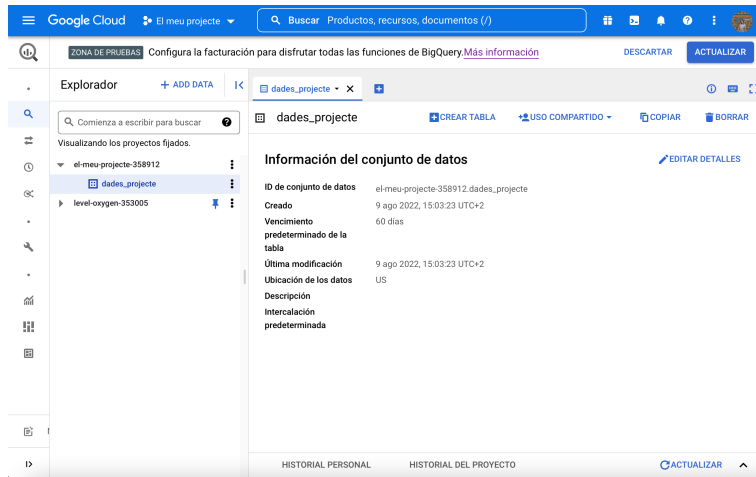 Google Cloud El meu projecte Buscar Productos, recursos, documentos (/)
ZONA DE PRUEBAS Configura la facturación para disfrutar todas las funciones de BigQuery. Más información DESCARTAR ACTUALIZAR
Explorador + ADD DATA
Comienza a escribir para buscar
Visualizando los proyectos fijados.
el-meu-projecte-358912
dades_projecte
level-oxygen-353005
dades_projecte
dades_projecte CREAR TABLA USO COMPARTIDO COPIAR BORRAR
Información del conjunto de datos EDITAR DETALLES
ID de conjunto de datos el-meu-projecte-358912.dades_projecte
Creado 9 ago 2022, 15:03:23 UTC+2
Vencimiento 60 días
predeterminado de la
tabla
Última modificación 9 ago 2022, 15:03:23 UTC+2
Ubicación de los datos US
Descripción
Intercalación
predeterminada
HISTORIAL PERSONAL HISTORIAL DEL PROYECTO ACTUALIZAR